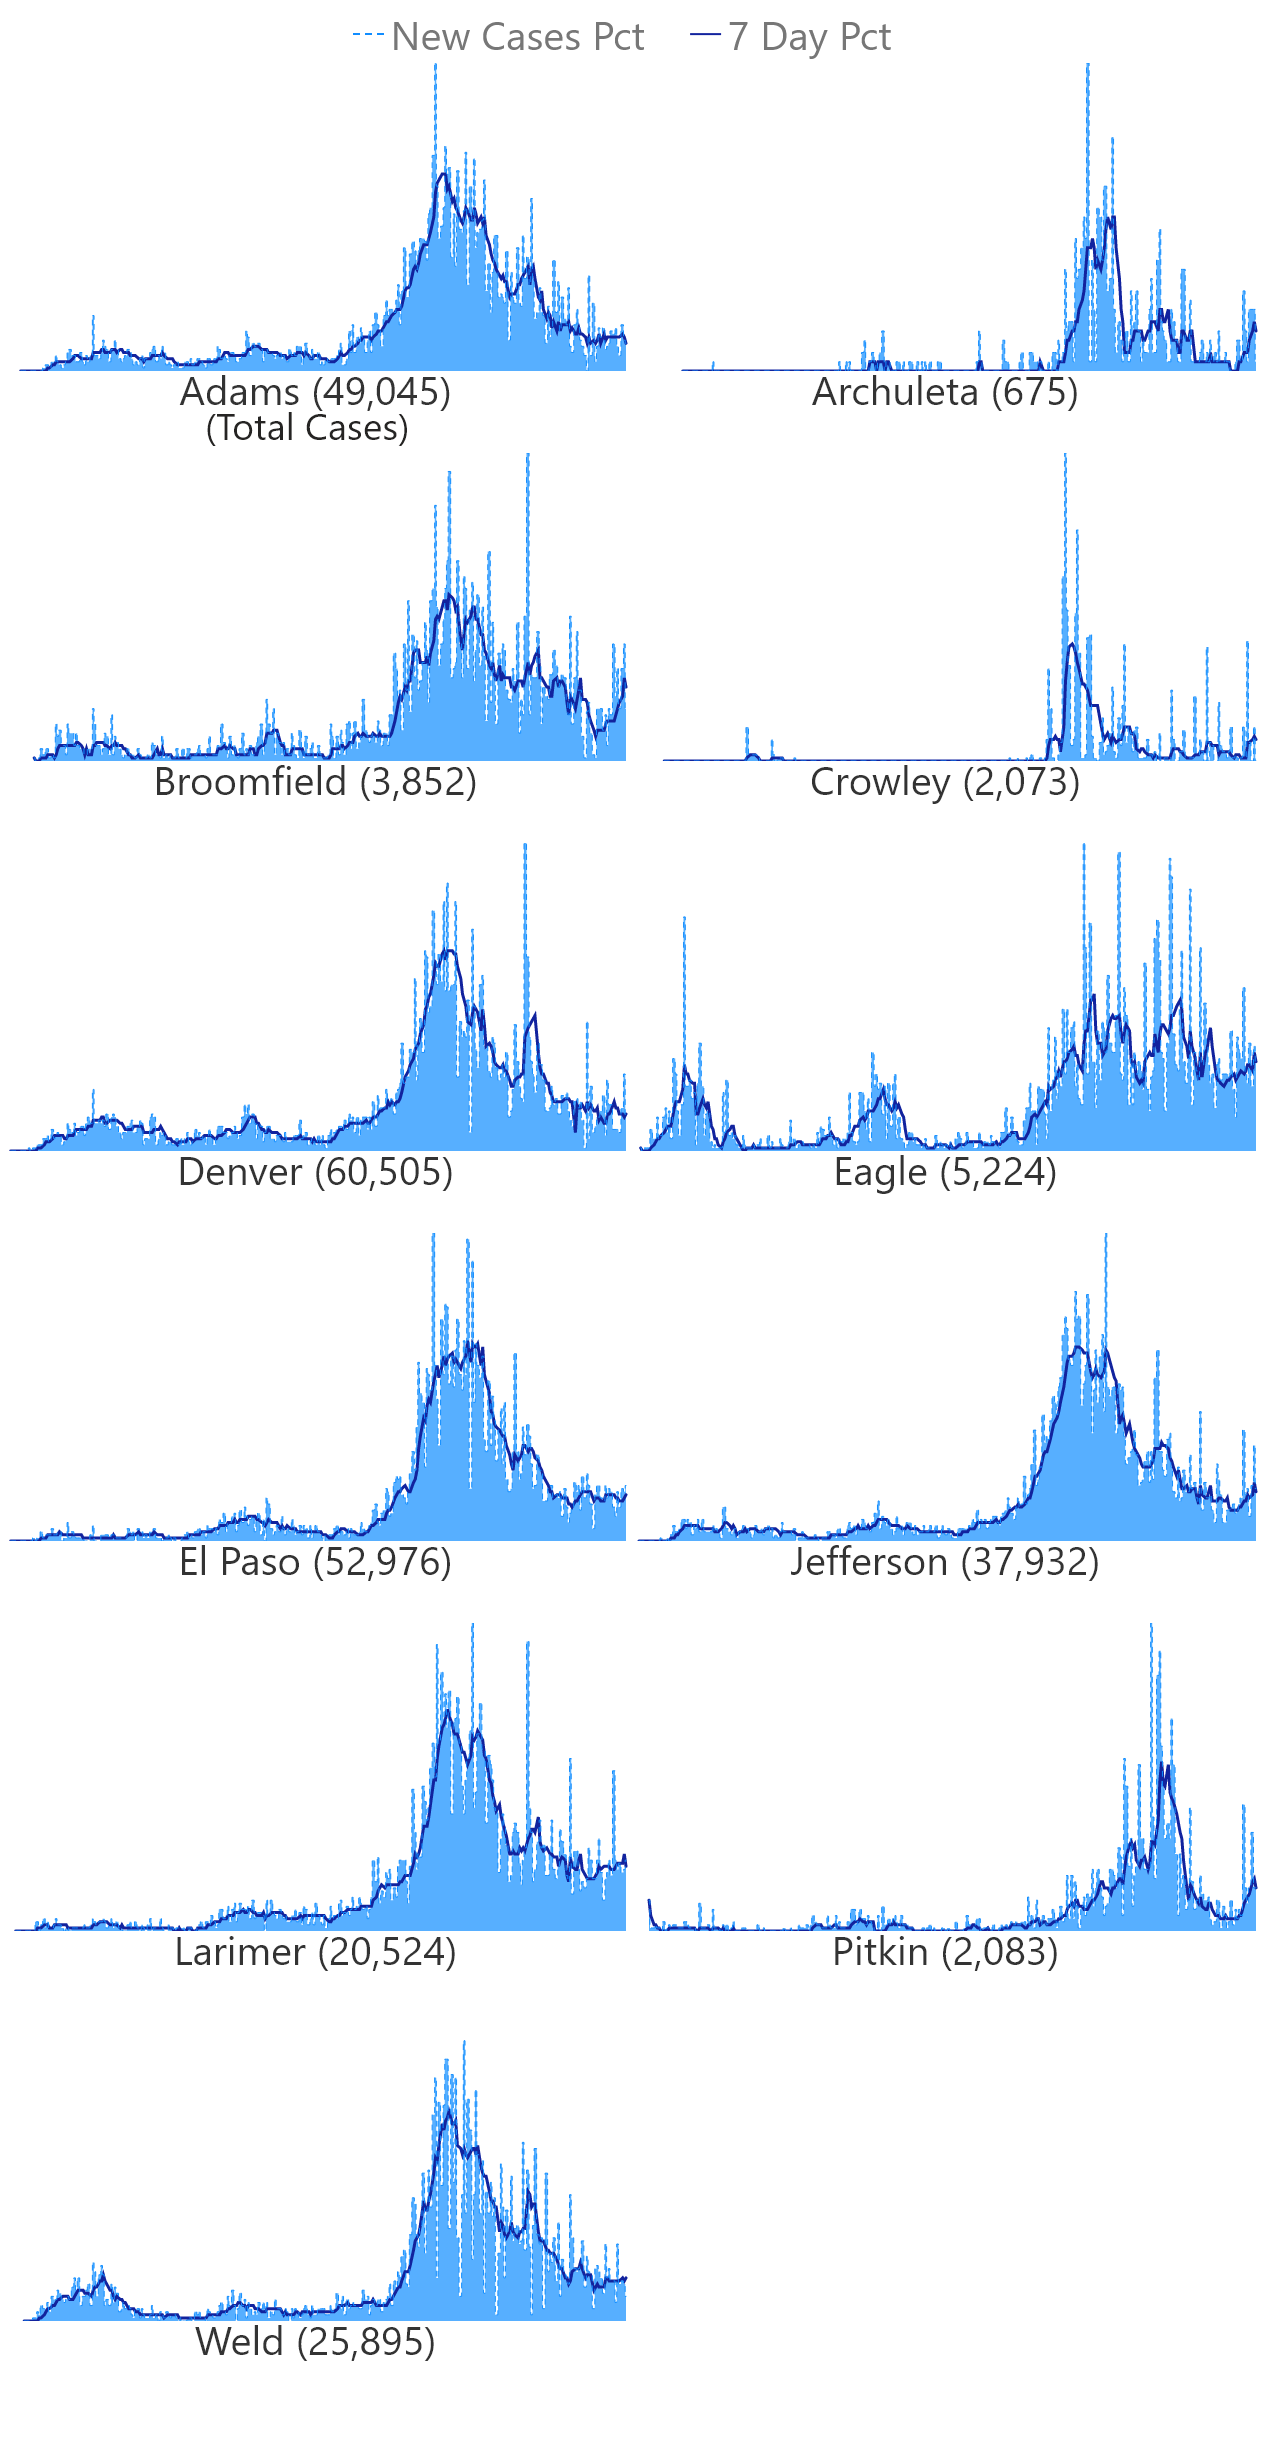 New Cases Pct 7 Day Pct
Adams (49,045)
(Total Cases)
Archuleta (675)
Broomfield (3,852)
Crowley (2,073)
Denver (60,505)
Eagle (5,224)
El Paso (52,976)
Jefferson (37,932)
Larimer (20,524)
Pitkin (2,083)
Weld (25,895)